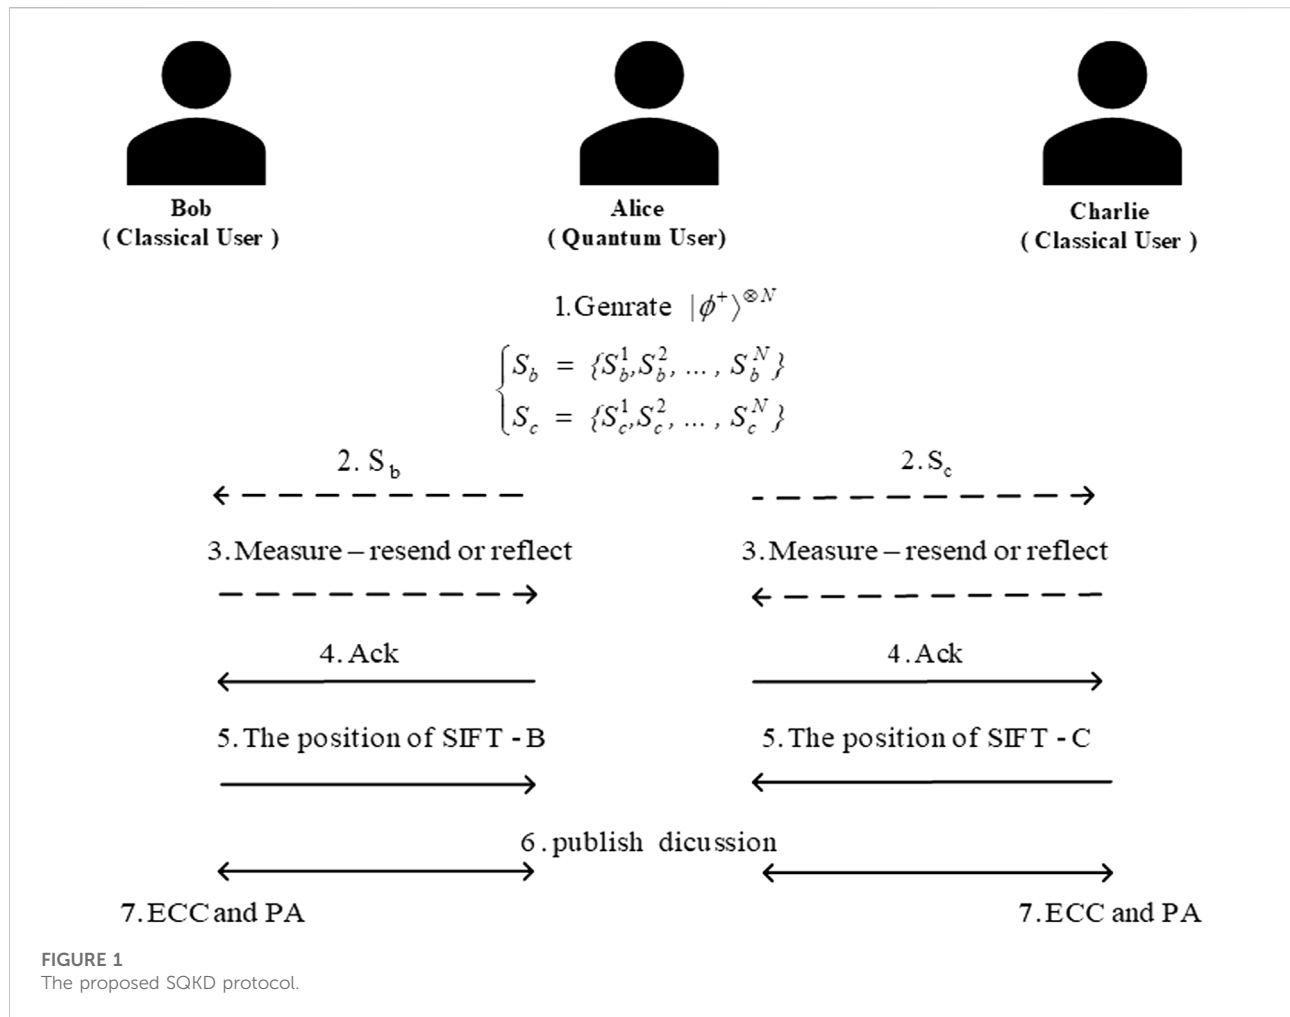 Bob
( Classical User )
Alice
( Quantum User)
Charlie
( Classical User )
1.Genrate |ϕ⁺⟩^{⊗N}
S_b = {S_b^1,S_b^2, ... , S_b^N}
S_c = {S_c^1,S_c^2, ... , S_c^N}
2. S_b
2. S_c
3.Measure – resend or reflect
3.Measure – resend or reflect
4.Ack
4.Ack
5.The position of SIFT - B
5.The position of SIFT - C
6.publish dicussion
7.ECC and PA
7.ECC and PA
FIGURE 1
The proposed SQKD protocol.